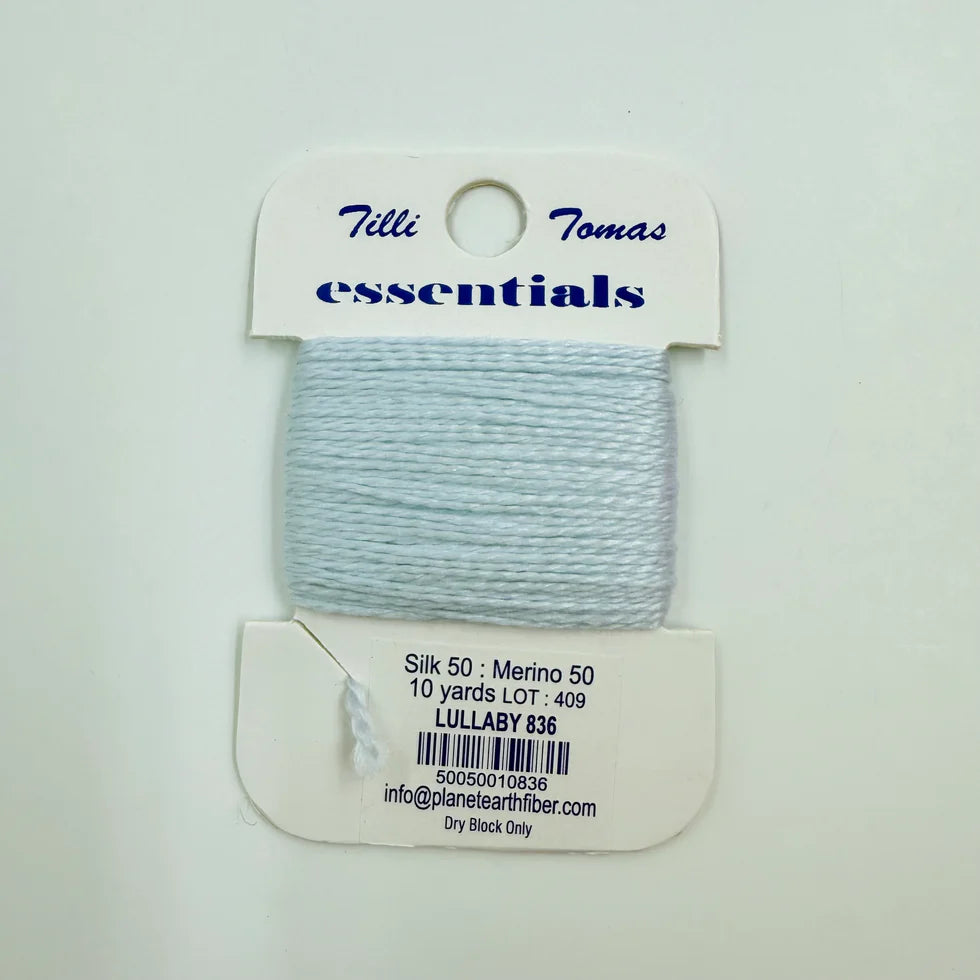 Tilli Tomas
essentials
Silk 50 : Merino 50
10 yards LOT : 409
LULLABY 836
50050010836
info@planetearthfiber.com
Dry Block Only